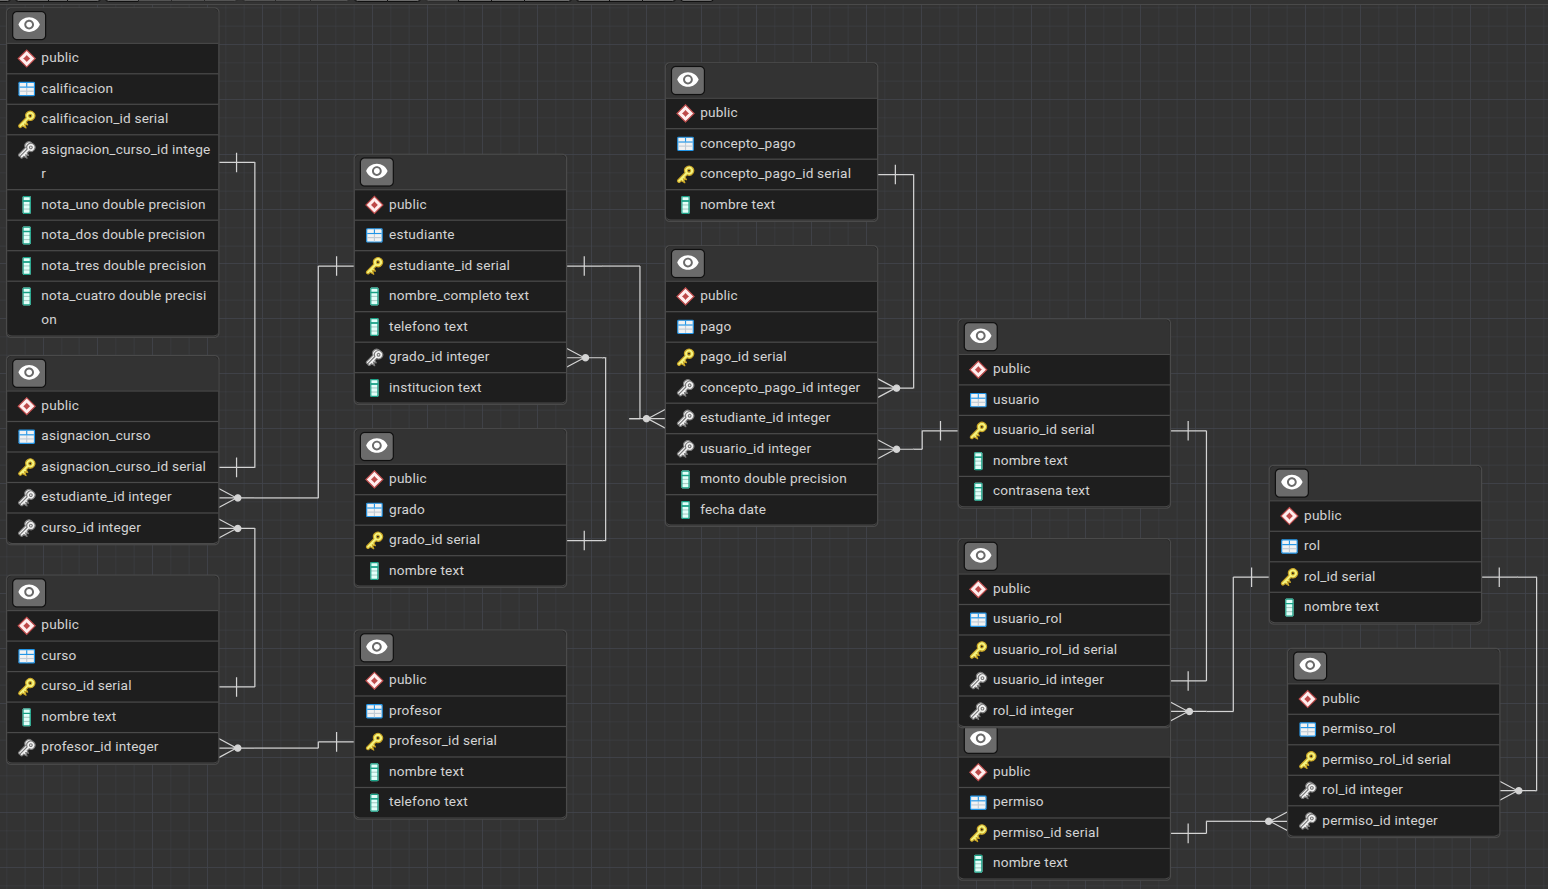 public
calificacion
calificacion_id serial
asignacion_curso_id intege
r
nota_uno double precision
nota_dos double precision
nota_tres double precision
nota_cuatro double precisi
on
public
asignacion_curso
asignacion_curso_id serial
estudiante_id integer
curso_id integer
public
curso
curso_id serial
nombre text
profesor_id integer
public
estudiante
estudiante_id serial
nombre_completo text
telefono text
grado_id integer
institucion text
public
grado
grado_id serial
nombre text
public
profesor
profesor_id serial
nombre text
telefono text
public
concepto_pago
concepto_pago_id serial
nombre text
public
pago
pago_id serial
concepto_pago_id integer
estudiante_id integer
usuario_id integer
monto double precision
fecha date
public
usuario
usuario_id serial
nombre text
contrasena text
public
usuario_rol
usuario_rol_id serial
usuario_id integer
rol_id integer
public
permiso
permiso_id serial
nombre text
public
rol
rol_id serial
nombre text
public
permiso_rol
permiso_rol_id serial
rol_id integer
permiso_id integer